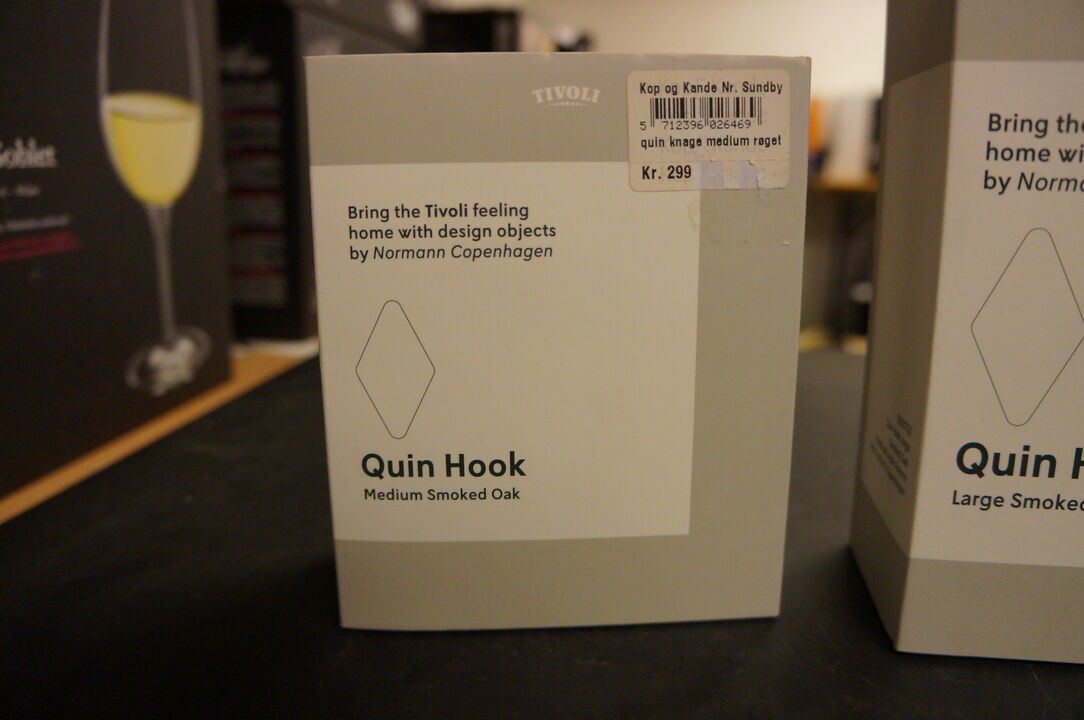 TIVOLI
Kop og Kande Nr. Sundby
5 712396 026469
quin knage medium røget
Kr. 299
Bring the Tivoli feeling
home with design objects
by Normann Copenhagen
Quin Hook
Medium Smoked Oak
Bring the
home wi
by Norma
Quin H
Large Smoked